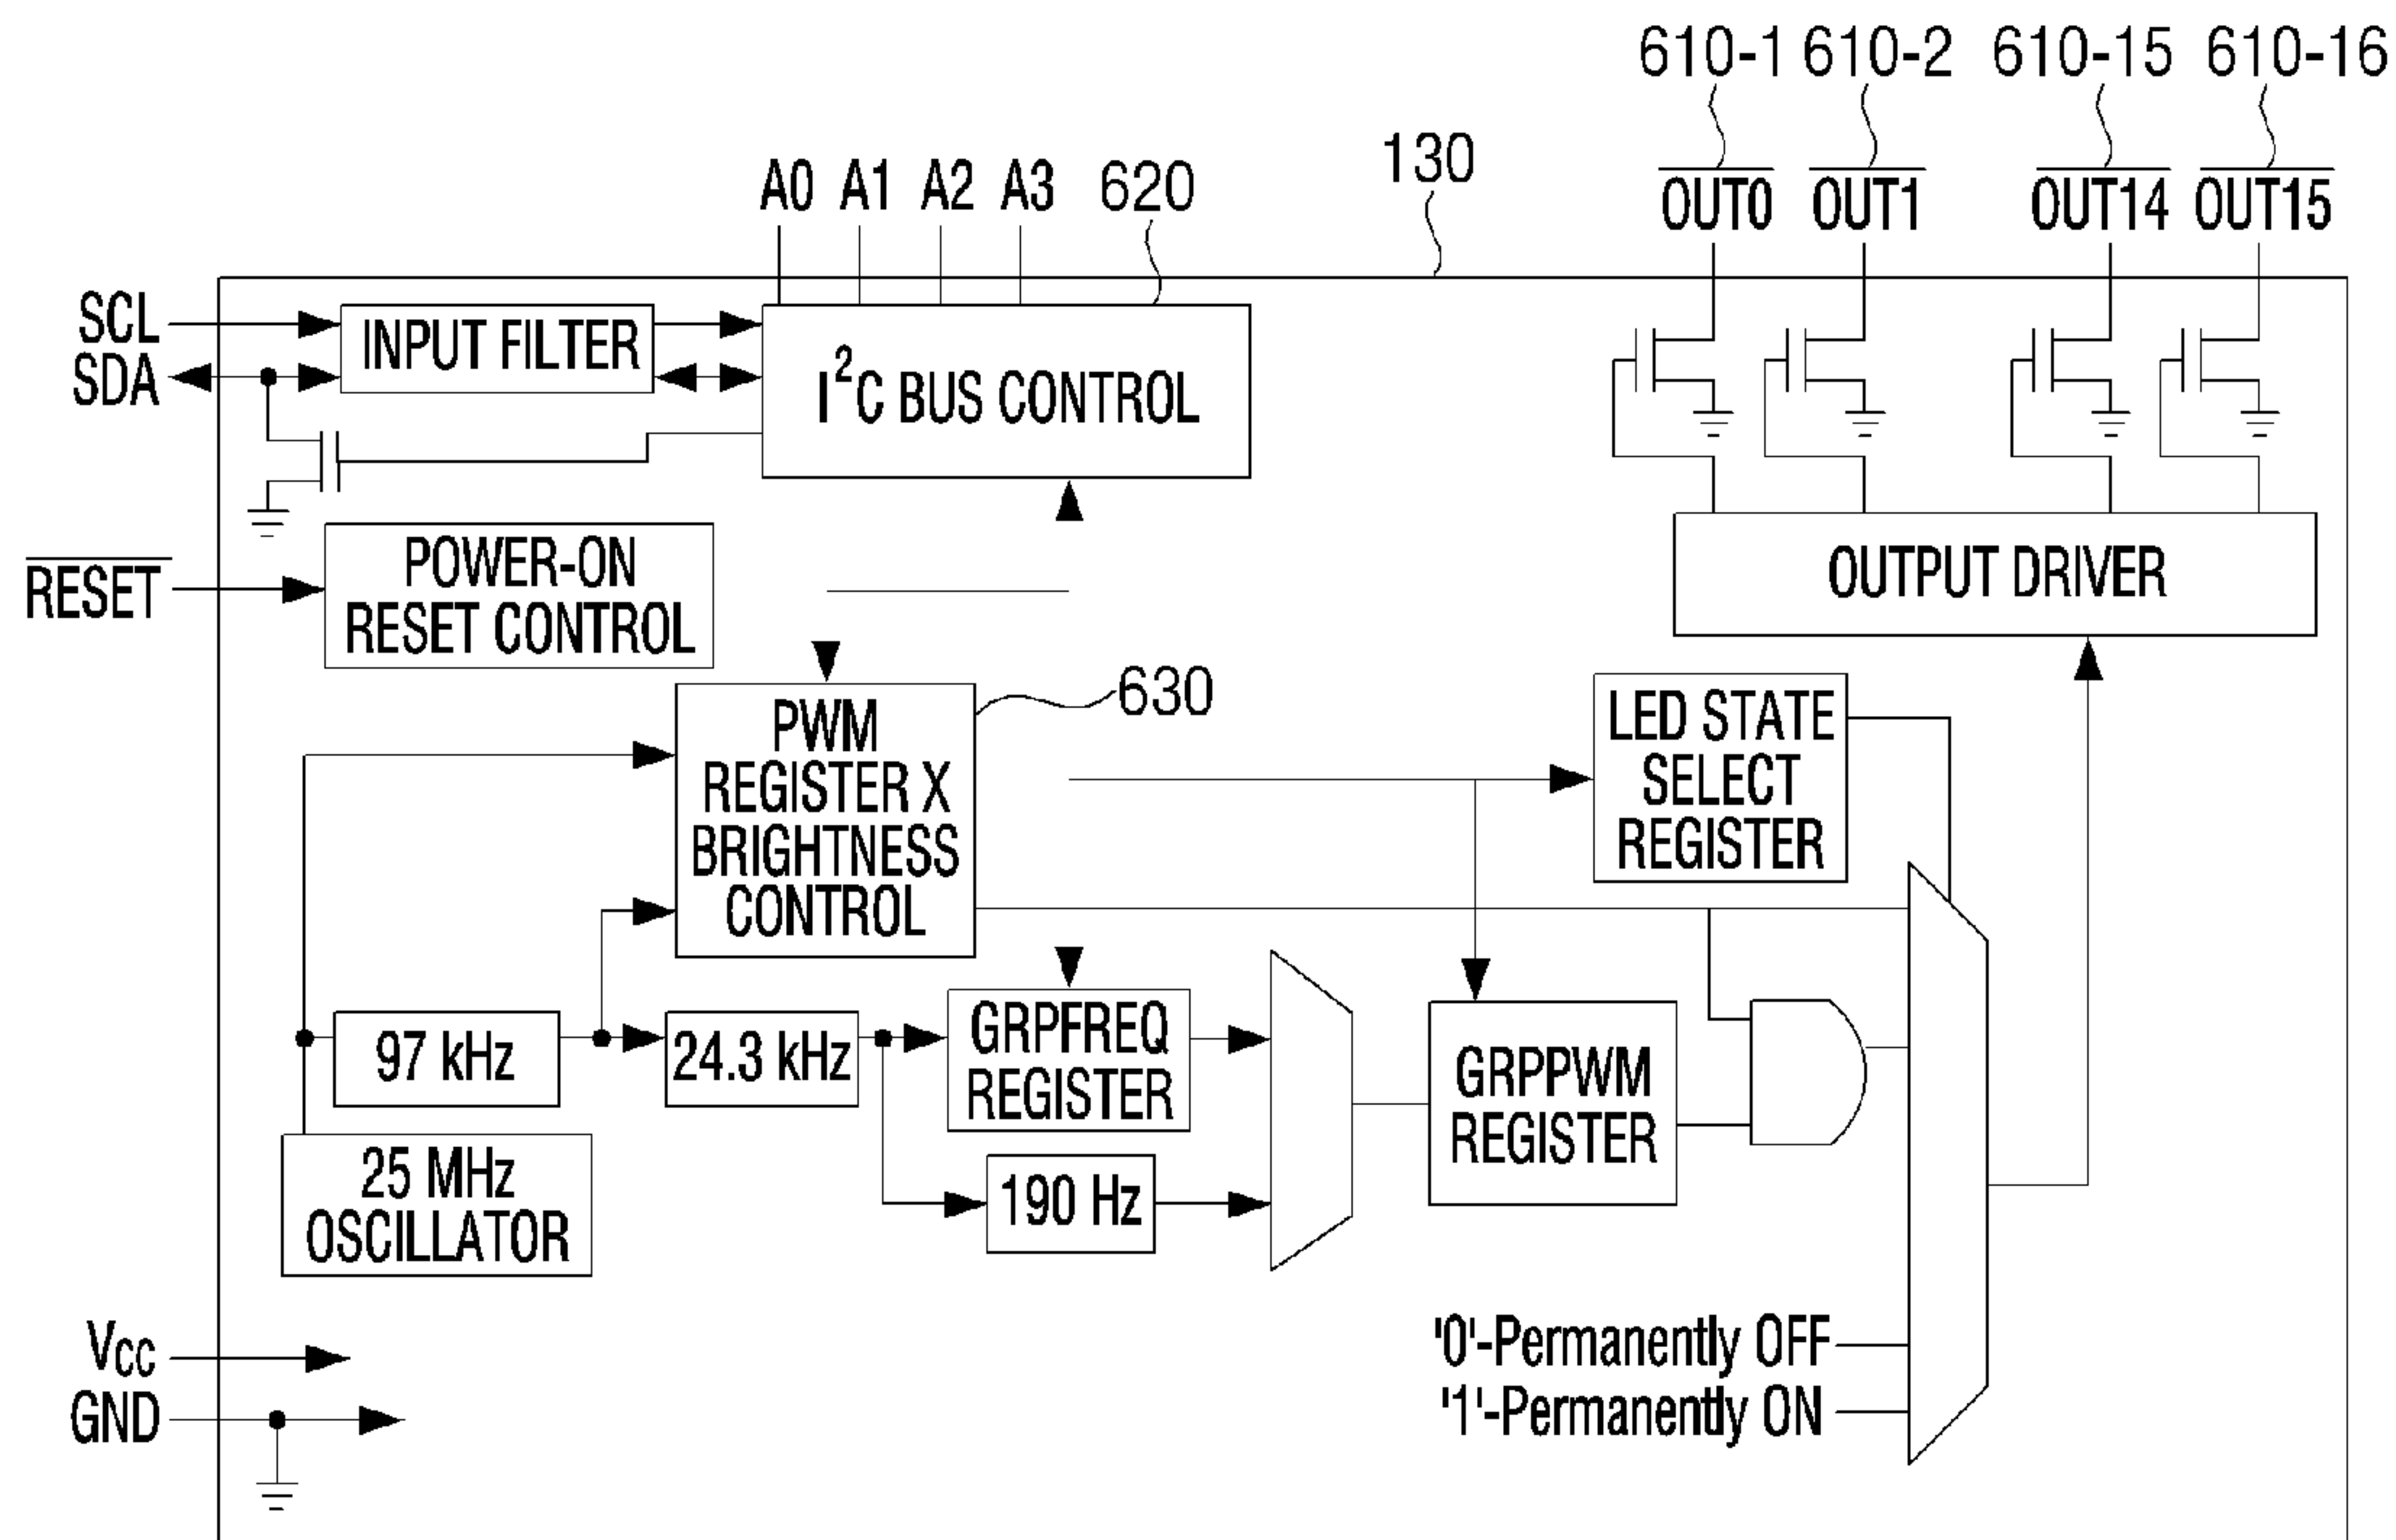 610-1 610-2 610-15 610-16
130
A0 A1 A2 A3 620
OUT0 OUT1 OUT14 OUT15
SCL
SDA
INPUT FILTER
I²C BUS CONTROL
RESET
POWER-ON
RESET CONTROL
OUTPUT DRIVER
630
PWM
REGISTER X
BRIGHTNESS
CONTROL
LED STATE
SELECT
REGISTER
97 kHz
24.3 kHz
GRPFREQ
REGISTER
GRPPWM
REGISTER
25 MHz
OSCILLATOR
190 Hz
Vcc
GND
'0'-Permanently OFF
'1'-Permanently ON